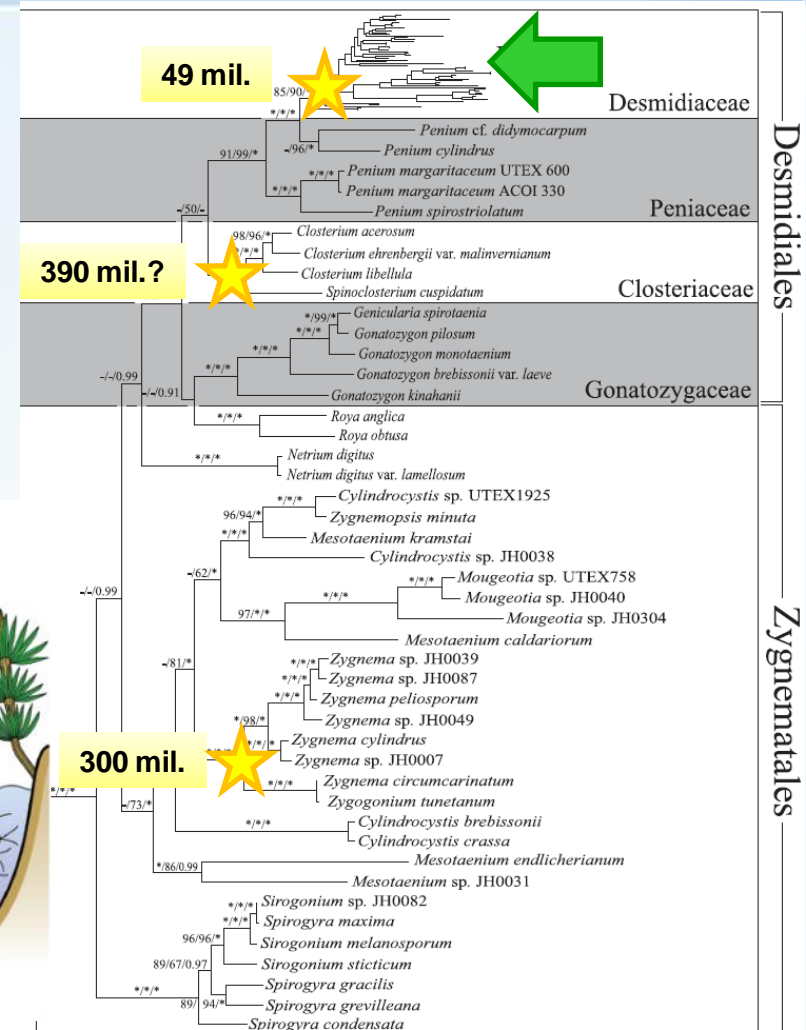 49 mil.
85/90/
Desmidiaceae
*/*/*
Penium cf. didymocarpum
-/96/*
Penium cylindrus
91/99/*
*/*/*
Penium margaritaceum UTEX 600
Penium margaritaceum ACOI 330
*/*/*
Penium spirostriolatum
Peniaceae
-/50/-
Closterium acerosum
98/96/*
Closterium ehrenbergii var. malinvernianum
390 mil.?
Closterium libellula
Spinoclosterium cuspidatum
Closteriaceae
Genicularia spirotaenia
*/99/*
*/*/*
Gonatozygon pilosum
*/*/*
Gonatozygon monotaenium
*/*/*
Gonatozygon brebissonii var. laeve
-/-/0.99
-/-/0.91
Gonatozygon kinahanii
Gonatozygaceae
Desmidiales
*/*/*
Roya anglica
Roya obtusa
*/*/*
Netrium digitus
Netrium digitus var. lamellosum
*/*/*
Cylindrocystis sp. UTEX1925
96/94/*
Zygnemopsis minuta
*/*/*
Mesotaenium kramstai
Cylindrocystis sp. JH0038
-/62/*
*/*/*
Mougeotia sp. UTEX758
-/-/0.99
*/*/*
Mougeotia sp. JH0040
97/*/*
Mougeotia sp. JH0304
Mesotaenium caldariorum
-/81/*
*/*/*
Zygnema sp. JH0039
*/*/*
Zygnema sp. JH0087
*/*/*
Zygnema peliosporum
*/98/*
Zygnema sp. JH0049
Zygnema cylindrus
300 mil.
Zygnema sp. JH0007
*/*/*
Zygnema circumcarinatum
*/*/*
Zygogonium tunetanum
-/73/*
*/*/*
Cylindrocystis brebissonii
Cylindrocystis crassa
*/86/0.99
Mesotaenium endlicherianum
Mesotaenium sp. JH0031
Zygnematales
*/*/*
Sirogonium sp. JH0082
*/*/*
Spirogyra maxima
96/96/*
Sirogonium melanosporum
89/67/0.97
Sirogonium sticticum
*/*/*
Spirogyra gracilis
89/
94/*
Spirogyra grevilleana
Spirogyra condensata